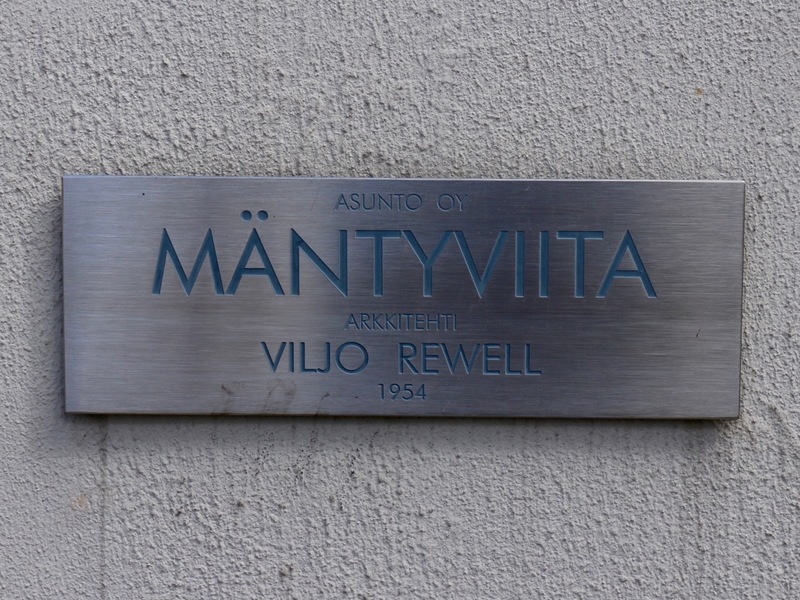 ASUNTO OY
MÄNTYVIITA
ARKKITEHTI
VILJO REWELL
1954